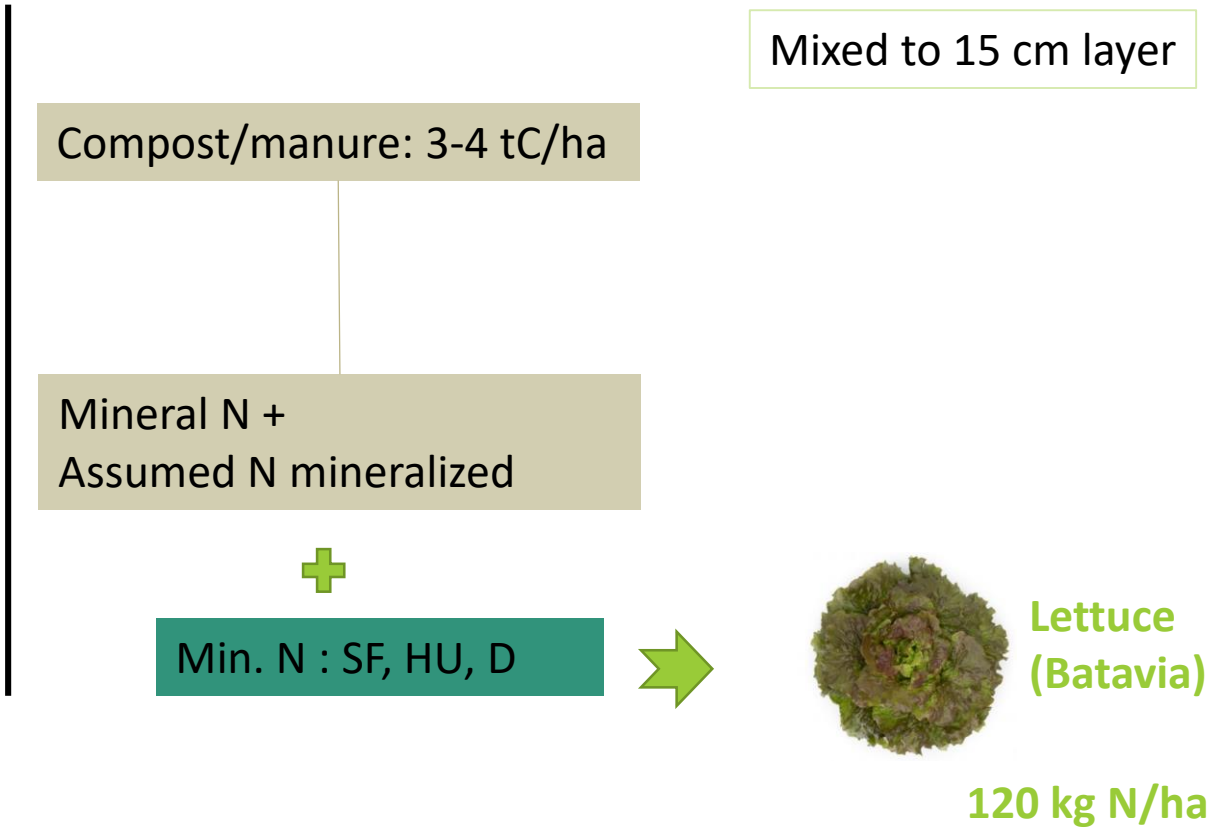 Mixed to 15 cm layer
Compost/manure: 3-4 tC/ha
Mineral N +
Assumed N mineralized
Min. N : SF, HU, D
Lettuce
(Batavia)
120 kg N/ha